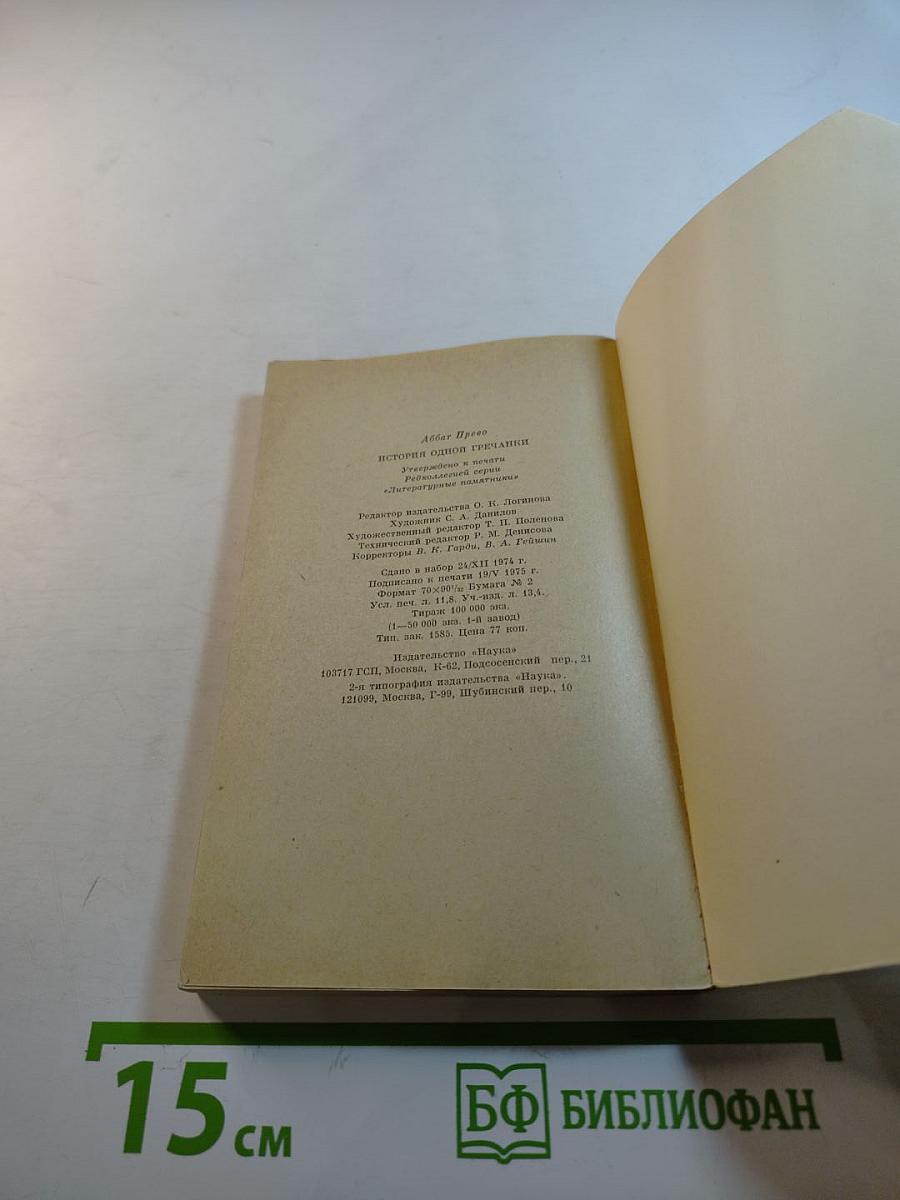 Аббат Прево
ИСТОРИЯ ОДНОЙ ГРЕЧАНКИ
Утверждено к печати
Редколлегией серии
«Литературные памятники»
Редактор издательства О. К. Логинова
Художник С. А. Данилов
Художественный редактор Т. П. Поленова
Технический редактор Р. М. Денисова
Корректоры В. К. Гарди, В. А. Гейшин
Сдано в набор 24/XII 1974 г.
Подписано к печати 19/V 1975 г.
Формат 70×90¹/₃₂ Бумага № 2
Усл. печ. л. 11,8. Уч.-изд. л. 13,4.
Тираж 100 000 экз.
(1—50 000 экз. 1-й завод)
Тип. зак. 1585. Цена 77 коп.
Издательство «Наука»
103717 ГСП, Москва, К-62, Подсосенский пер., 21
2-я типография издательства «Наука».
121099, Москва, Г-99, Шубинский пер., 10
15 см
БФ БИБЛИОФАН